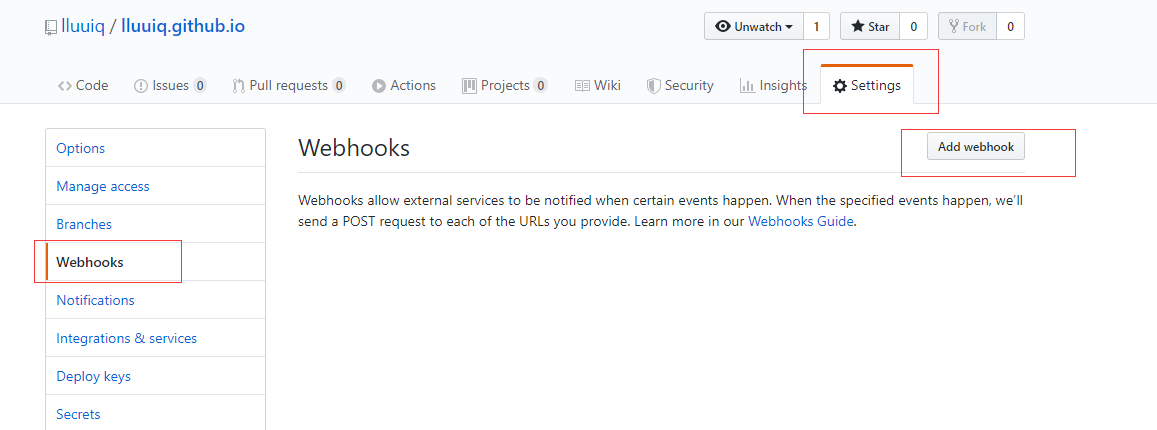 lluuiq / lluuiq.github.io
Unwatch 1 Star 0 Fork 0
Code Issues 0 Pull requests 0 Actions Projects 0 Wiki Security Insights Settings
Options
Manage access
Branches
Webhooks
Notifications
Integrations & services
Deploy keys
Secrets
Webhooks
Add webhook
Webhooks allow external services to be notified when certain events happen. When the specified events happen, we’ll
send a POST request to each of the URLs you provide. Learn more in our Webhooks Guide.